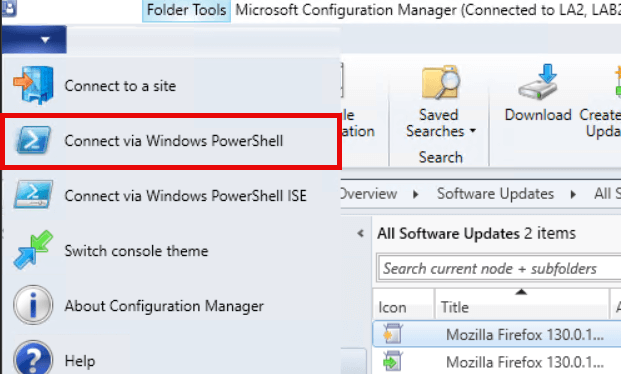 Folder Tools Microsoft Configuration Manager (Connected to LA2, LAB2
Connect to a site
Connect via Windows PowerShell
Connect via Windows PowerShell ISE
Switch console theme
About Configuration Manager
Help
Saved
Searches
Search
Download
Create
Overview > Software Updates > All S
All Software Updates 2 items
Search current node + subfolders
Icon Title
Mozilla Firefox 130.0.1...
Mozilla Firefox 130.0.1...